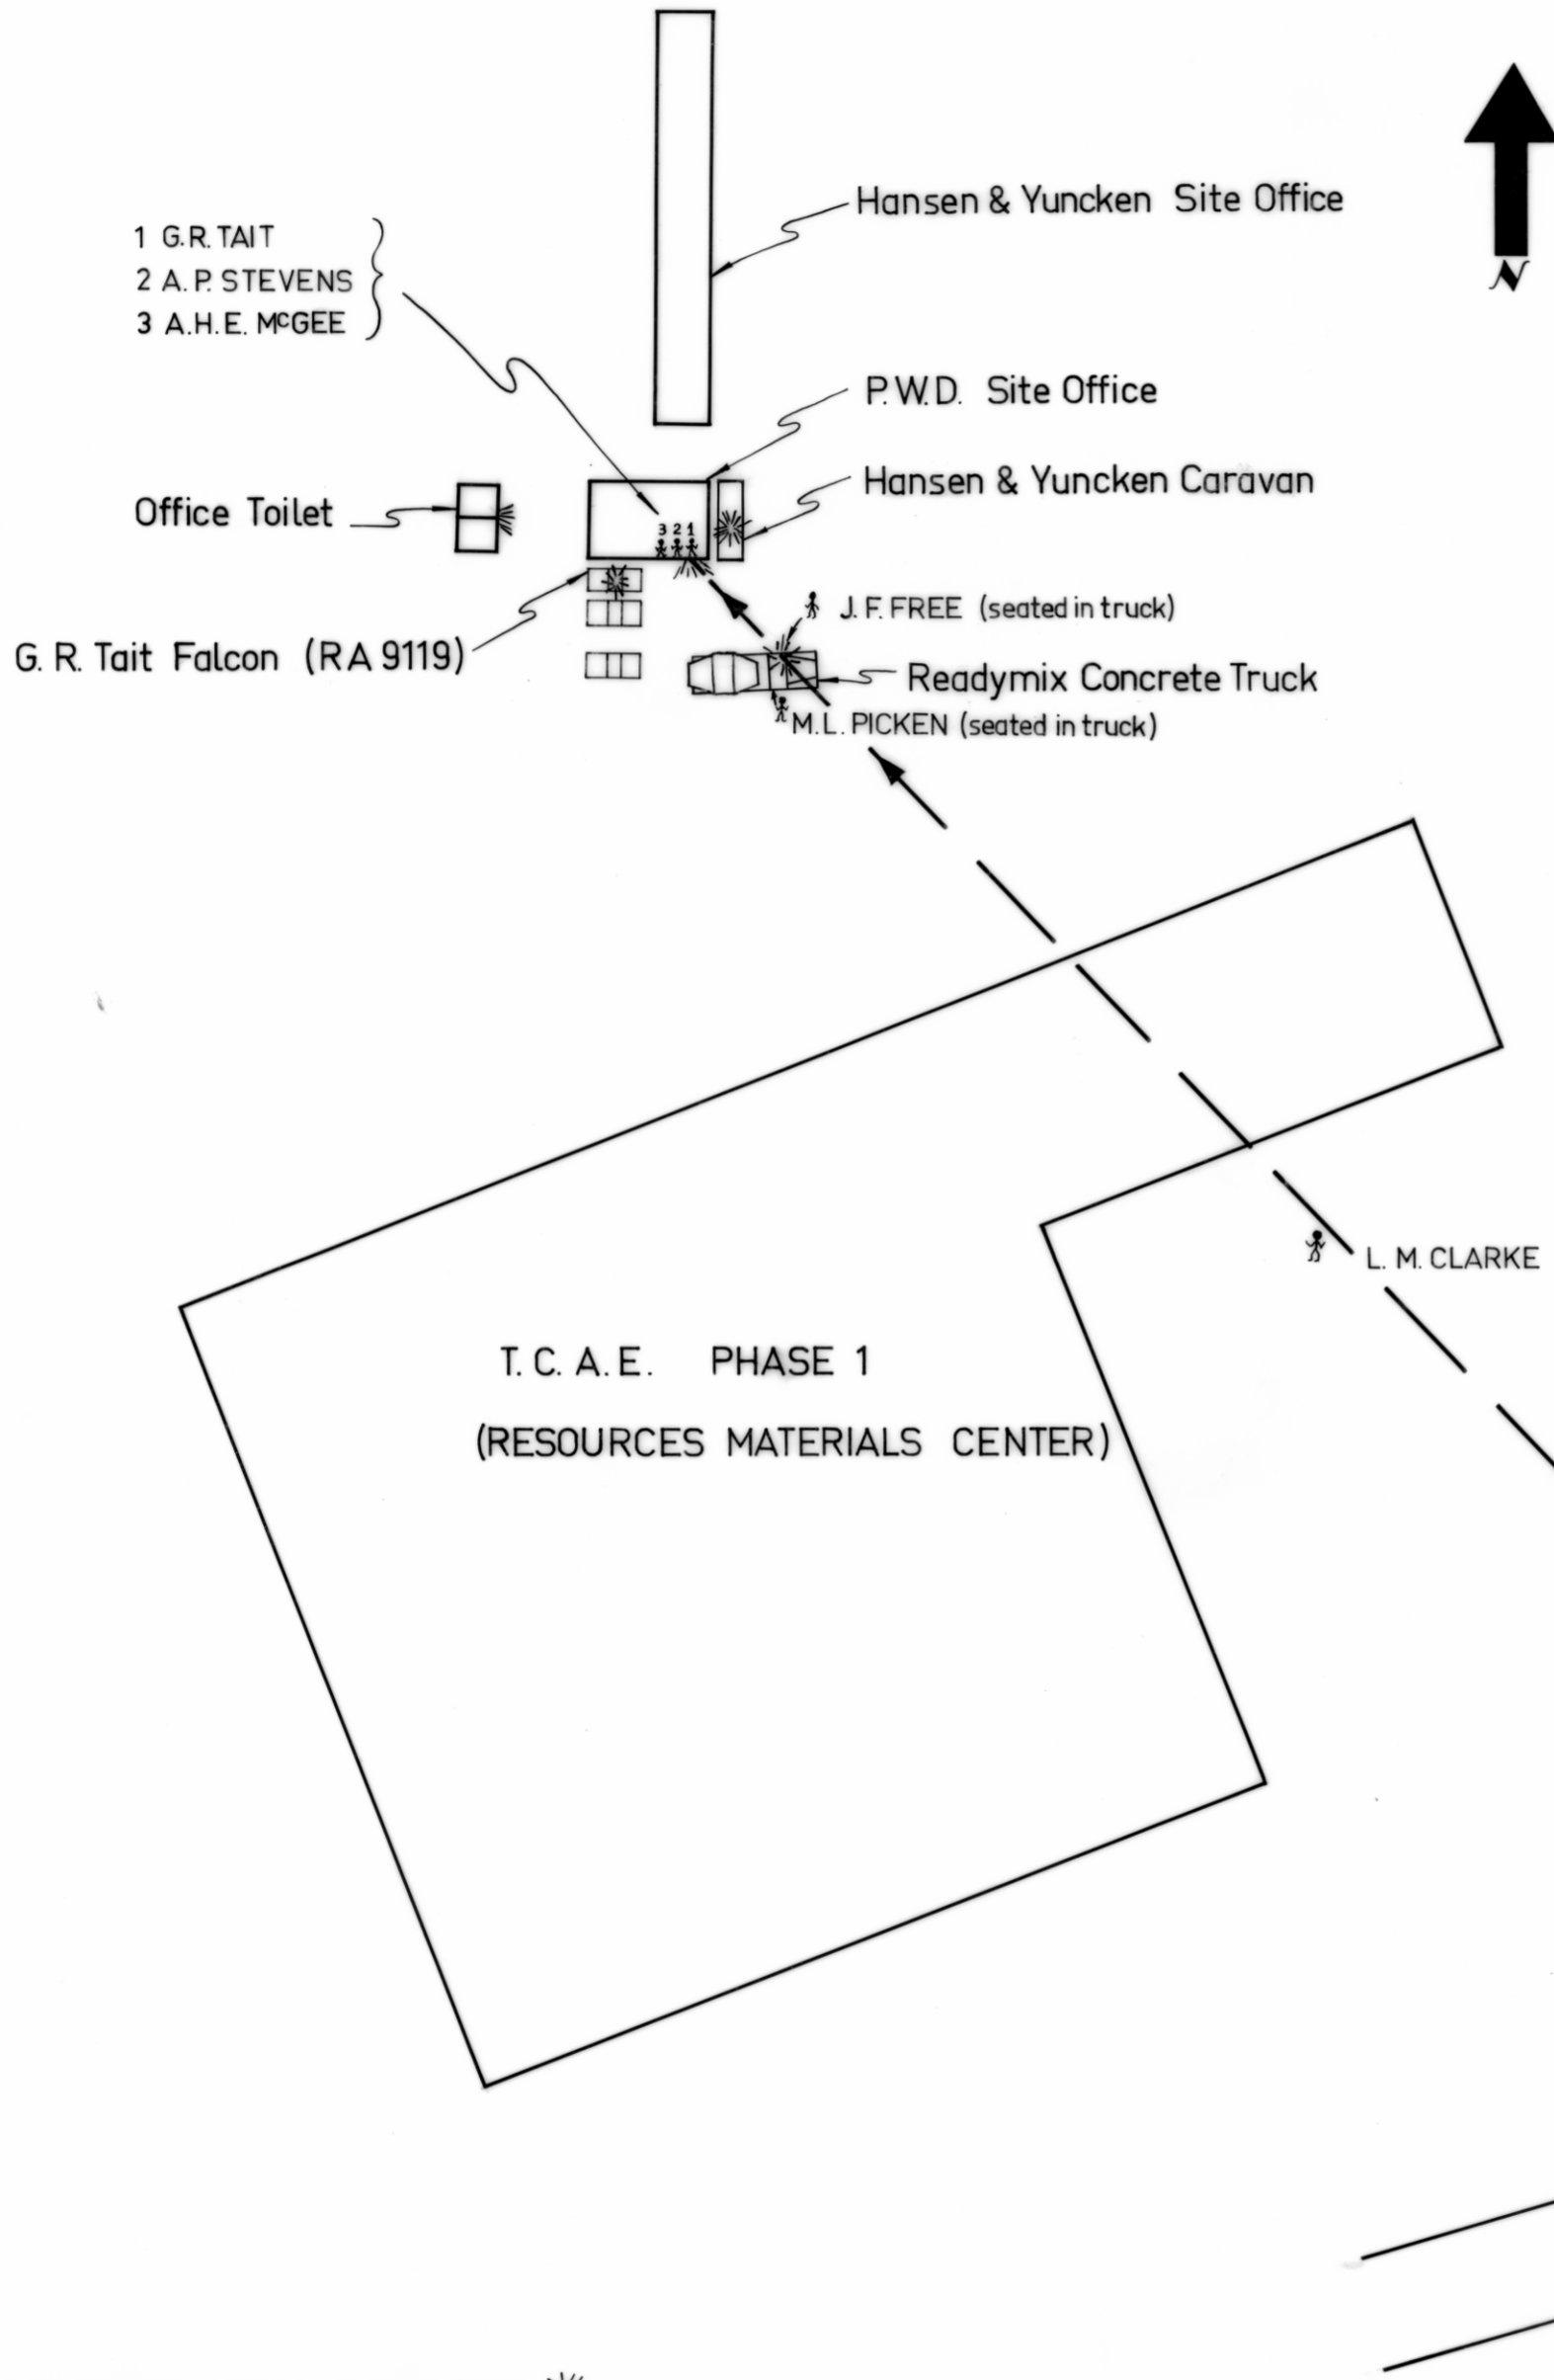 Hansen & Yuncken Site Office
N
1 G.R. TAIT
2 A.P. STEVENS
3 A.H.E. McGEE
P.W.D. Site Office
Hansen & Yuncken Caravan
Office Toilet
3 2 1
J.F. FREE (seated in truck)
G.R. Tait Falcon (RA 9119)
Readymix Concrete Truck
M.L. PICKEN (seated in truck)
L. M. CLARKE
T. C. A. E. PHASE 1
(RESOURCES MATERIALS CENTER)